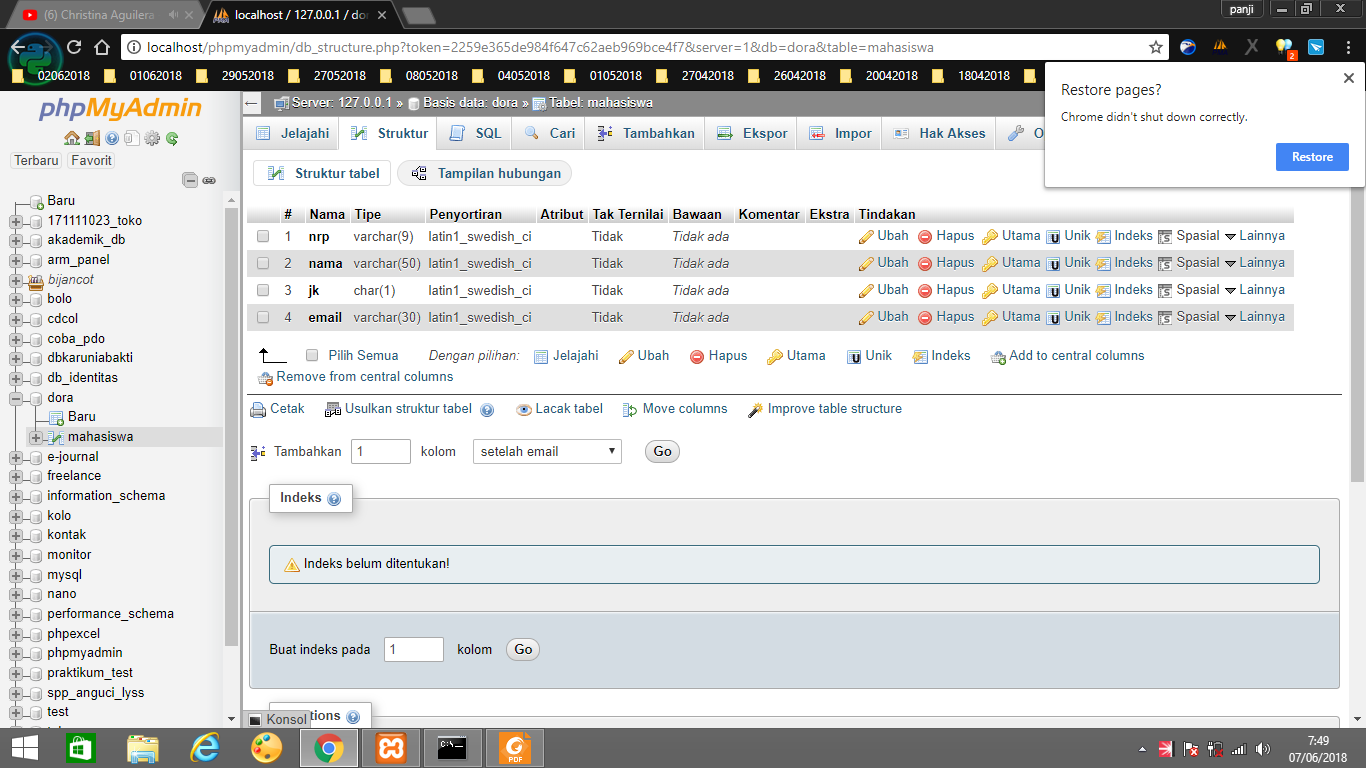 (6) Christina Aguilera
localhost / 127.0.0.1 / dor
panji
localhost/phpmyadmin/db_structure.php?token=2259e365de984f647c62aeb969bce4f7&server=1&db=dora&table=mahasiswa
2
02062018 01062018 29052018 27052018 08052018 04052018 01052018 27042018 26042018 20042018 18042018
Restore pages?
Chrome didn't shut down correctly.
Restore
phpMyAdmin
Terbaru Favorit
Baru
171111023_toko
akademik_db
arm_panel
bijancot
bolo
cdcol
coba_pdo
dbkaruniabakti
db_identitas
dora
Baru
mahasiswa
e-journal
freelance
information_schema
kolo
kontak
monitor
mysql
nano
performance_schema
phpexcel
phpmyadmin
praktikum_test
spp_anguci_lyss
test
Server: 127.0.0.1 » Basis data: dora » Tabel: mahasiswa
Jelajahi Struktur SQL Cari Tambahkan Ekspor Impor Hak Akses O
Struktur tabel Tampilan hubungan
# Nama Tipe Penyortiran Atribut Tak Ternilai Bawaan Komentar Ekstra Tindakan
1 nrp varchar(9) latin1_swedish_ci Tidak Tidak ada Ubah Hapus Utama Unik Indeks Spasial Lainnya
2 nama varchar(50) latin1_swedish_ci Tidak Tidak ada Ubah Hapus Utama Unik Indeks Spasial Lainnya
3 jk char(1) latin1_swedish_ci Tidak Tidak ada Ubah Hapus Utama Unik Indeks Spasial Lainnya
4 email varchar(30) latin1_swedish_ci Tidak Tidak ada Ubah Hapus Utama Unik Indeks Spasial Lainnya
Pilih Semua Dengan pilihan: Jelajahi Ubah Hapus Utama Unik Indeks Add to central columns
Remove from central columns
Cetak Usulkan struktur tabel Lacak tabel Move columns Improve table structure
Tambahkan 1 kolom setelah email Go
Indeks
Indeks belum ditentukan!
Buat indeks pada 1 kolom Go
tions
Konsol
PDF
7:49
07/06/2018